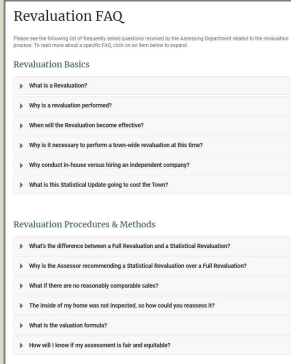 Revaluation FAQ
Please see the following list of frequently asked questions received by the Assessing Department related to the revaluation
process. To read more about a specific FAQ, click on an item below to expand.
Revaluation Basics
What is a Revaluation?
Why is a revaluation performed?
When will the Revaluation become effective?
Why is it necessary to perform a town-wide revaluation at this time?
Why conduct in-house versus hiring an independent company?
What is this Statistical Update going to cost the Town?
Revaluation Procedures & Methods
What's the difference between a Full Revaluation and a Statistical Revaluation?
Why is the Assessor recommending a Statistical Revaluation over a Full Revaluation?
What if there are no reasonably comparable sales?
The inside of my home was not inspected, so how could you reassess it?
What is the valuation formula?
How will I know if my assessment is fair and equitable?